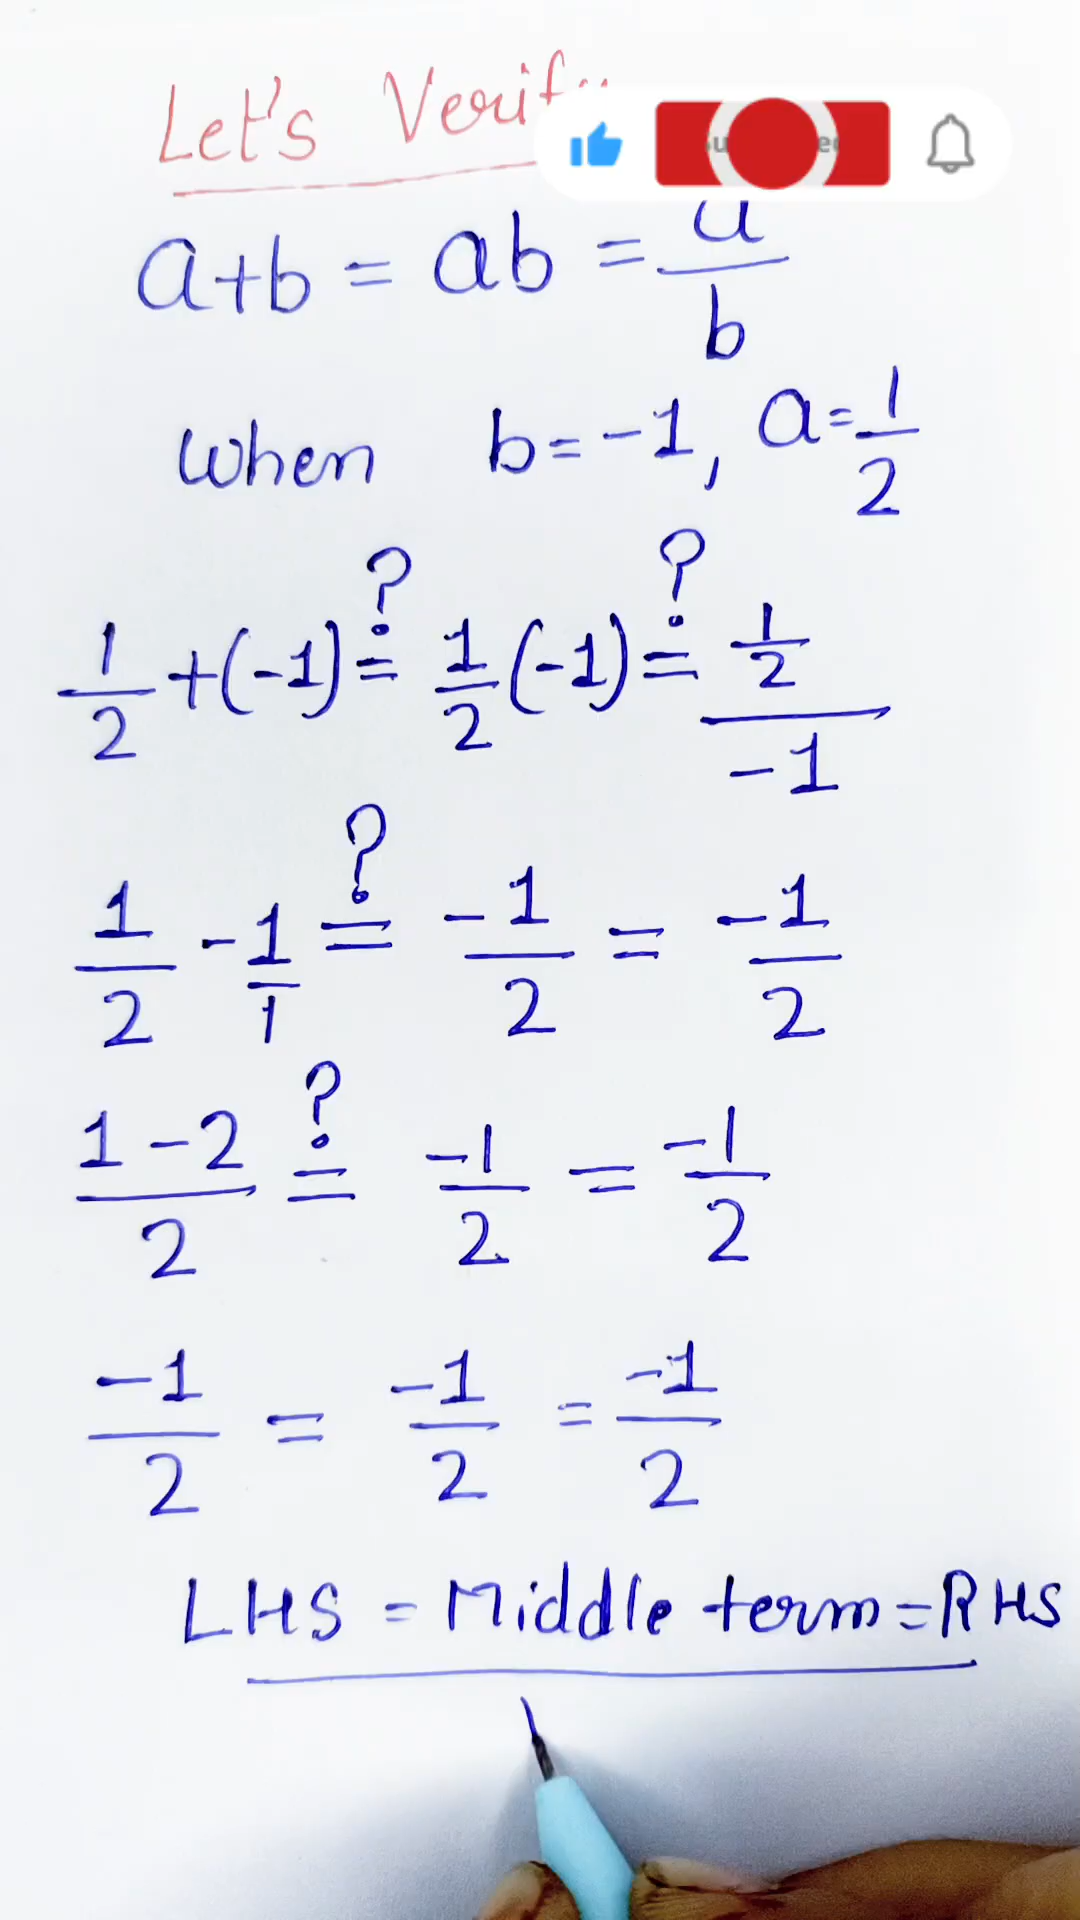 Let's
a+b = ab = a/b
when b = -1, a = 1/2
1/2 + (-1) ?= 1/2 (-1) ?= 1/2/-1
1/2 - 1/1 ?= -1/2 = -1/2
1-2/2 ?= -1/2 = -1/2
-1/2 = -1/2 = -1/2
LHS = Middle term = RHS